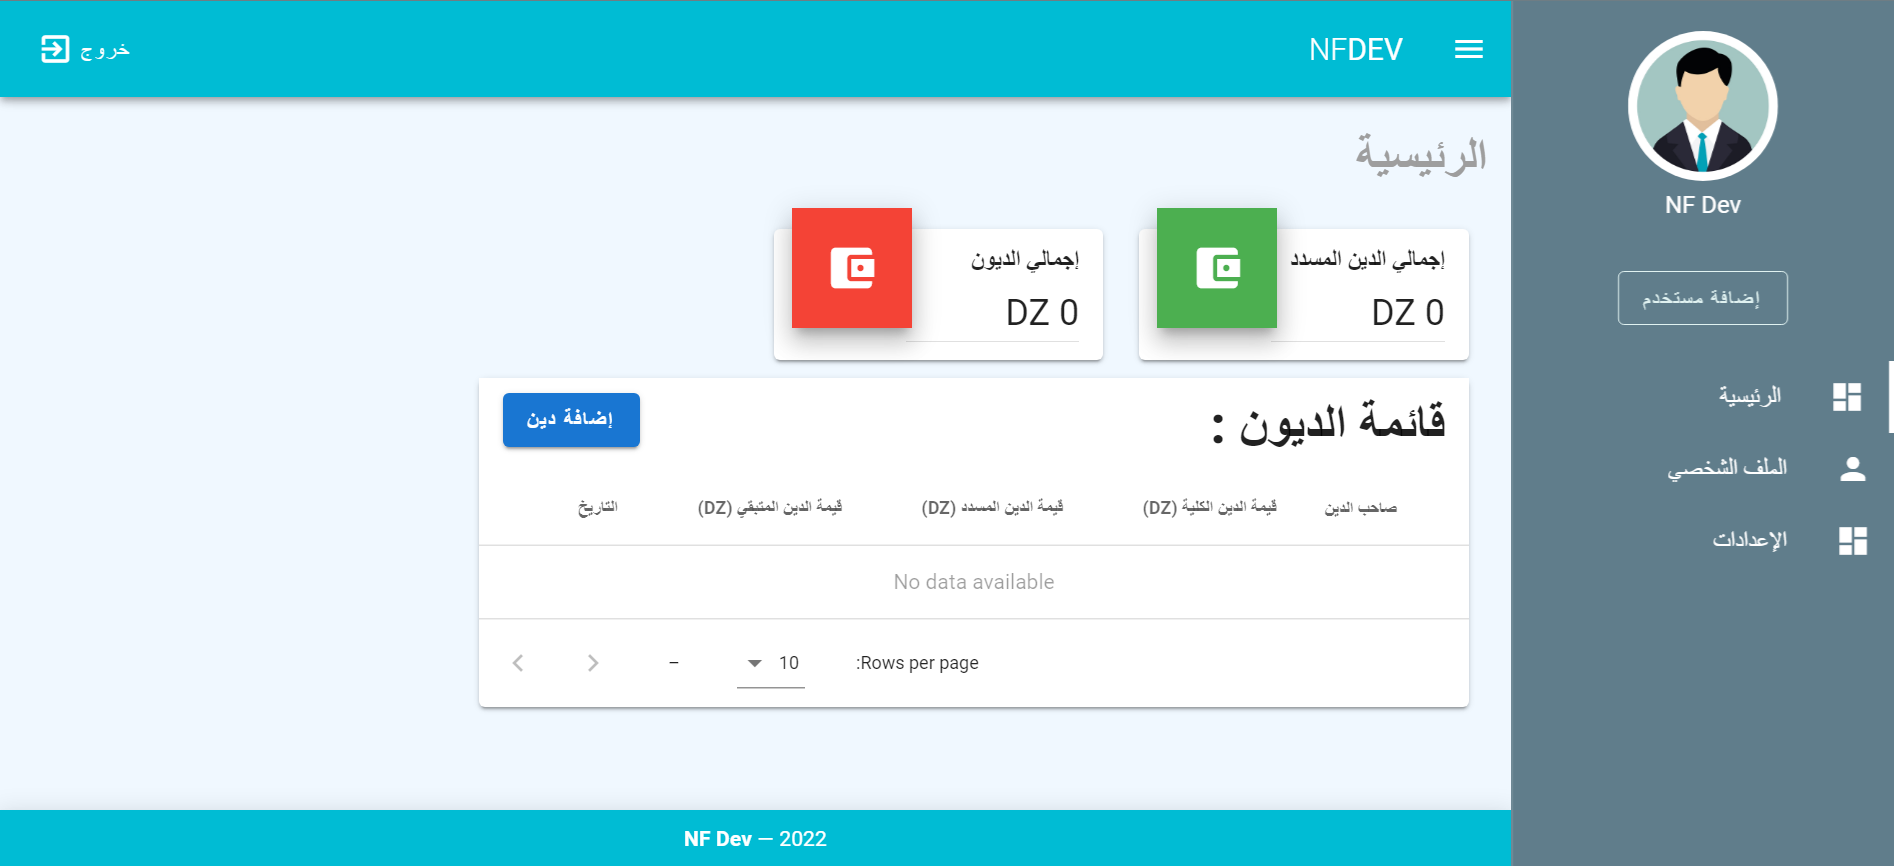 NFDEV
خروج
NF Dev
إضافة مستخدم
الرئيسية
الملف الشخصي
الإعدادات
الرئيسية
إجمالي الدين المسدد
DZ 0
إجمالي الديون
DZ 0
قائمة الديون :
إضافة دين
صاحب الدين
قيمة الدين الكلية (DZ)
قيمة الدين المسدد (DZ)
قيمة الدين المتبقي (DZ)
التاريخ
No data available
:Rows per page
10
–
NF Dev — 2022